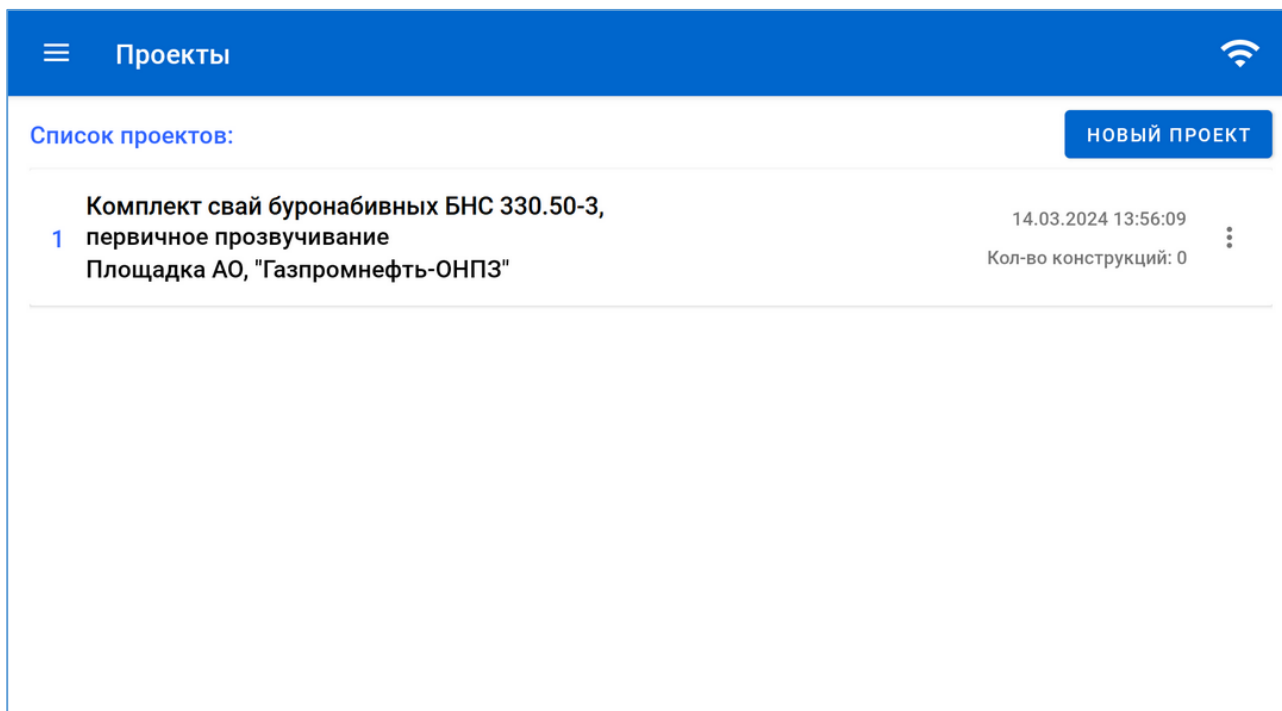 Проекты
Список проектов:
НОВЫЙ ПРОЕКТ
1
Комплект свай буронабивных БНС 330.50-3,
первичное прозвучивание
Площадка АО, "Газпромнефть-ОНПЗ"
14.03.2024 13:56:09
Кол-во конструкций: 0